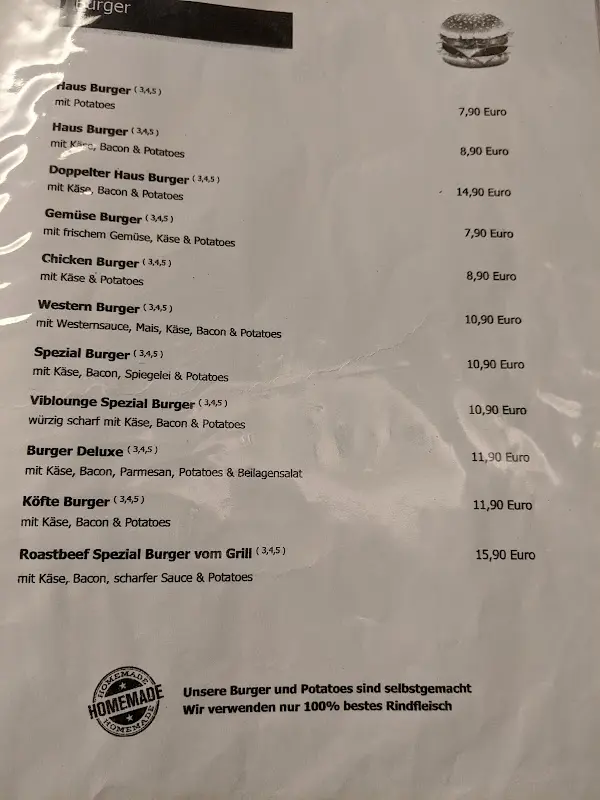 Burger
Haus Burger (3,4,5)
mit Potatoes
7,90 Euro
Haus Burger (3,4,5)
mit Käse, Bacon & Potatoes
8,90 Euro
Doppelter Haus Burger (3,4,5)
mit Käse, Bacon & Potatoes
14,90 Euro
Gemüse Burger (3,4,5)
mit frischem Gemüse, Käse & Potatoes
7,90 Euro
Chicken Burger (3,4,5)
mit Käse & Potatoes
8,90 Euro
Western Burger (3,4,5)
mit Westernsauce, Mais, Käse, Bacon & Potatoes
10,90 Euro
Spezial Burger (3,4,5)
mit Käse, Bacon, Spiegelei & Potatoes
10,90 Euro
Viblounge Spezial Burger (3,4,5)
würzig scharf mit Käse, Bacon & Potatoes
10,90 Euro
Burger Deluxe (3,4,5)
mit Käse, Bacon, Parmesan, Potatoes & Beilagensalat
11,90 Euro
Köfte Burger (3,4,5)
mit Käse, Bacon & Potatoes
11,90 Euro
Roastbeef Spezial Burger vom Grill (3,4,5)
mit Käse, Bacon, scharfer Sauce & Potatoes
15,90 Euro
HOMEMADE
HOMEMADE
HOMEMADE
Unsere Burger und Potatoes sind selbstgemacht
Wir verwenden nur 100% bestes Rindfleisch